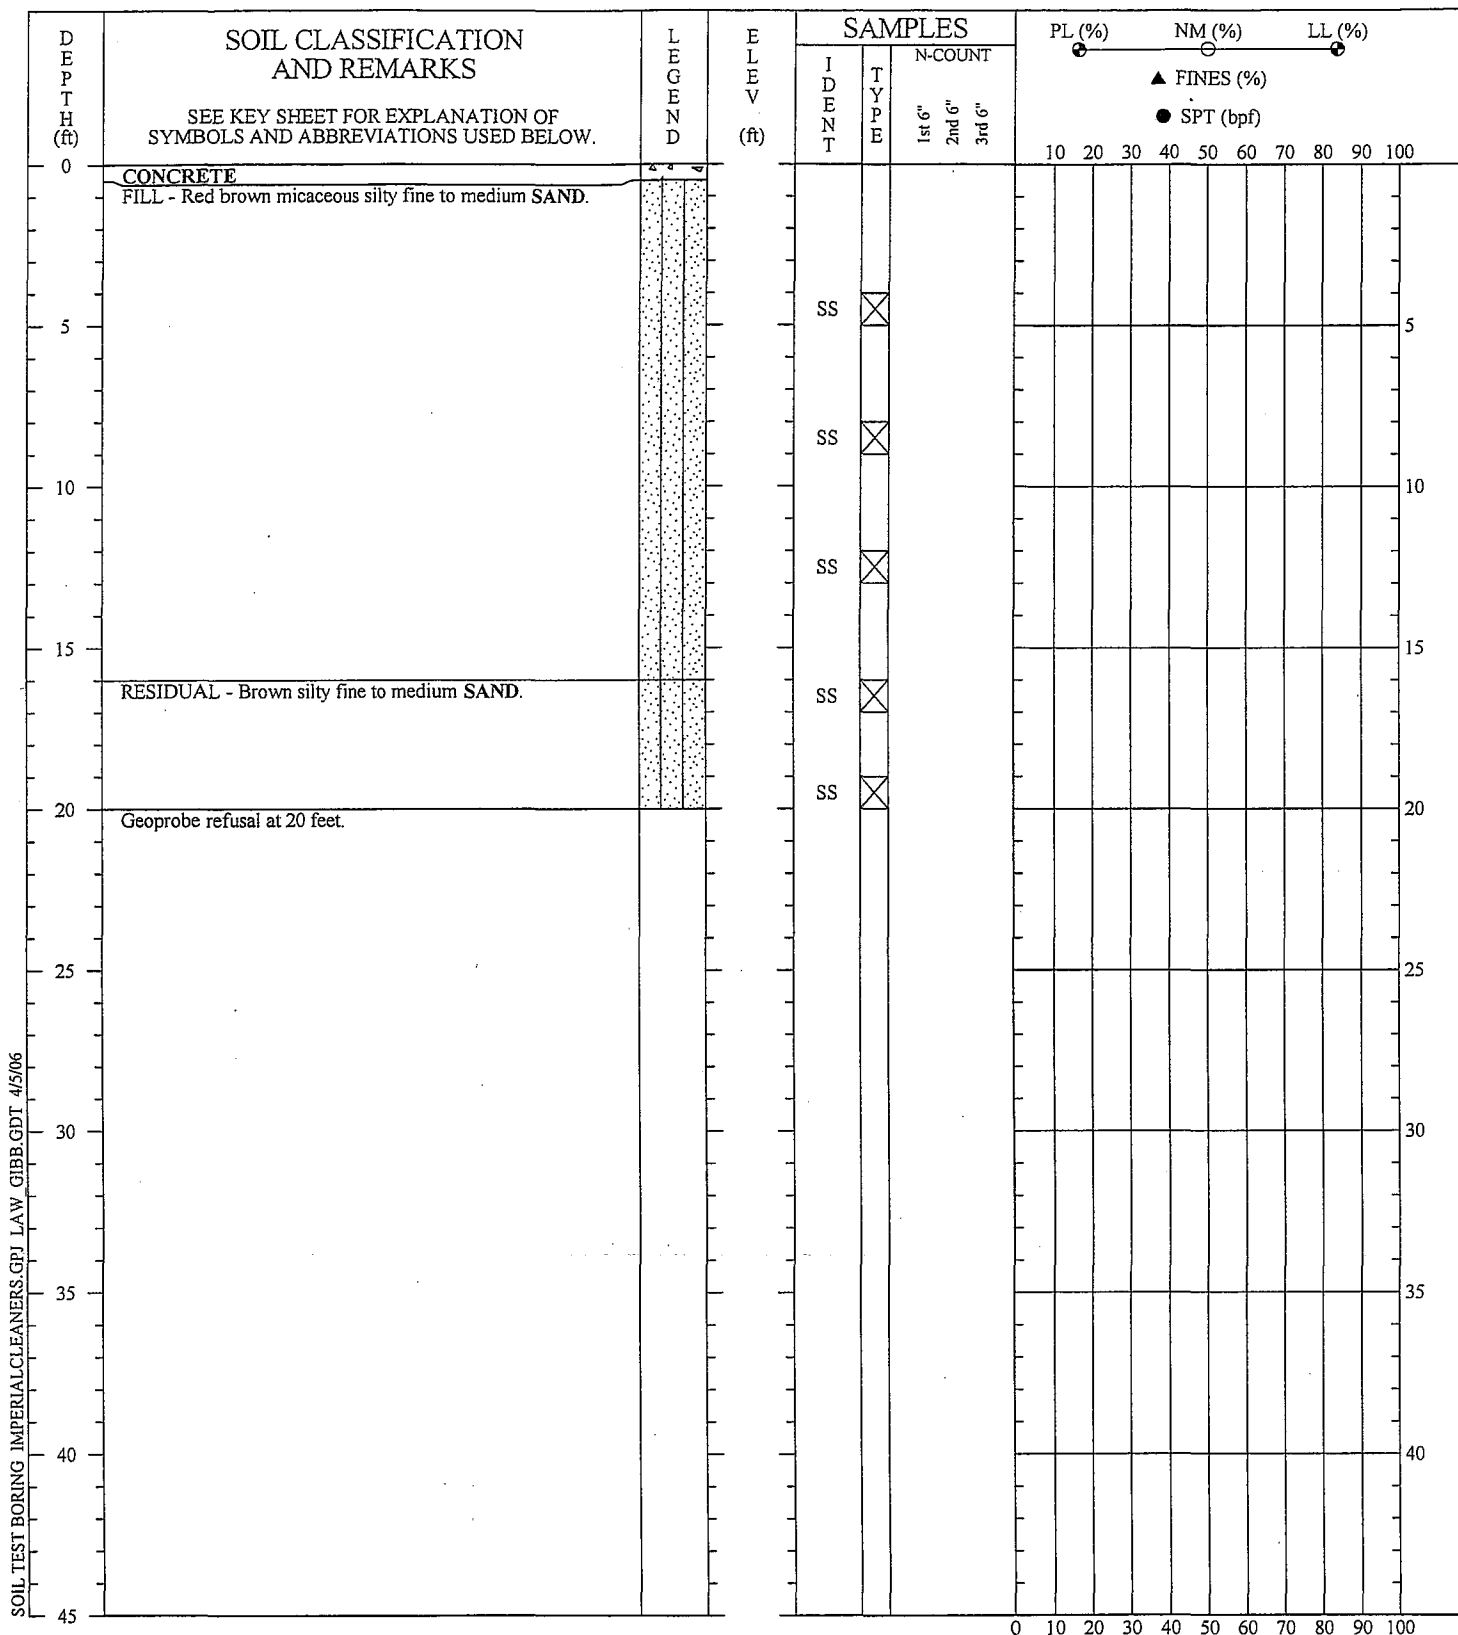 DEPTH (ft)
SOIL CLASSIFICATION
AND REMARKS
SEE KEY SHEET FOR EXPLANATION OF
SYMBOLS AND ABBREVIATIONS USED BELOW.
LEGEND
ELEV (ft)
SAMPLES
IDENT
TYPE
N-COUNT
1st 6"
2nd 6"
3rd 6"
PL (%) NM (%) LL (%)
▲ FINES (%)
● SPT (bpf)
10 20 30 40 50 60 70 80 90 100
0
CONCRETE
FILL - Red brown micaceous silty fine to medium SAND.
SS
5 5
SS
10 10
SS
15 15
RESIDUAL - Brown silty fine to medium SAND.
SS
SS
20 20
Geoprobe refusal at 20 feet.
25 25
30 30
35 35
40 40
45
0 10 20 30 40 50 60 70 80 90 100
SOIL TEST BORING IMPERIALCLEANERS.GPJ LAW_GIBB.GDT 4/5/06